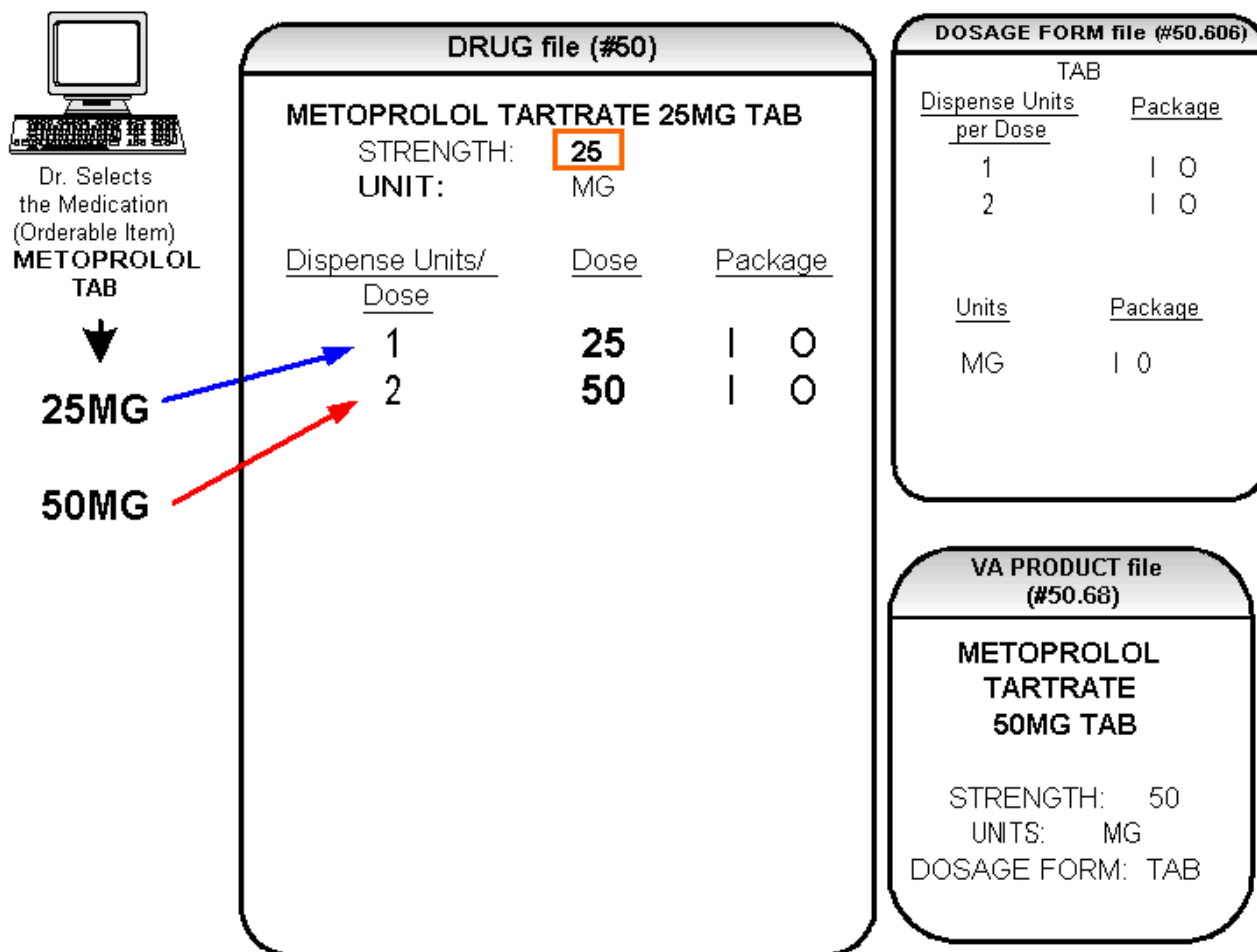 Dr. Selects
the Medication
(Orderable Item)
METOPROLOL
TAB
25MG
50MG
DRUG file (#50)
METOPROLOL TARTRATE 25MG TAB
STRENGTH: 25
UNIT: MG
Dispense Units/ Dose Package
Dose
1 25 I O
2 50 I O
DOSAGE FORM file (#50.606)
TAB
Dispense Units Package
per Dose
1 I O
2 I O
Units Package
MG I 0
VA PRODUCT file
(#50.68)
METOPROLOL
TARTRATE
50MG TAB
STRENGTH: 50
UNITS: MG
DOSAGE FORM: TAB